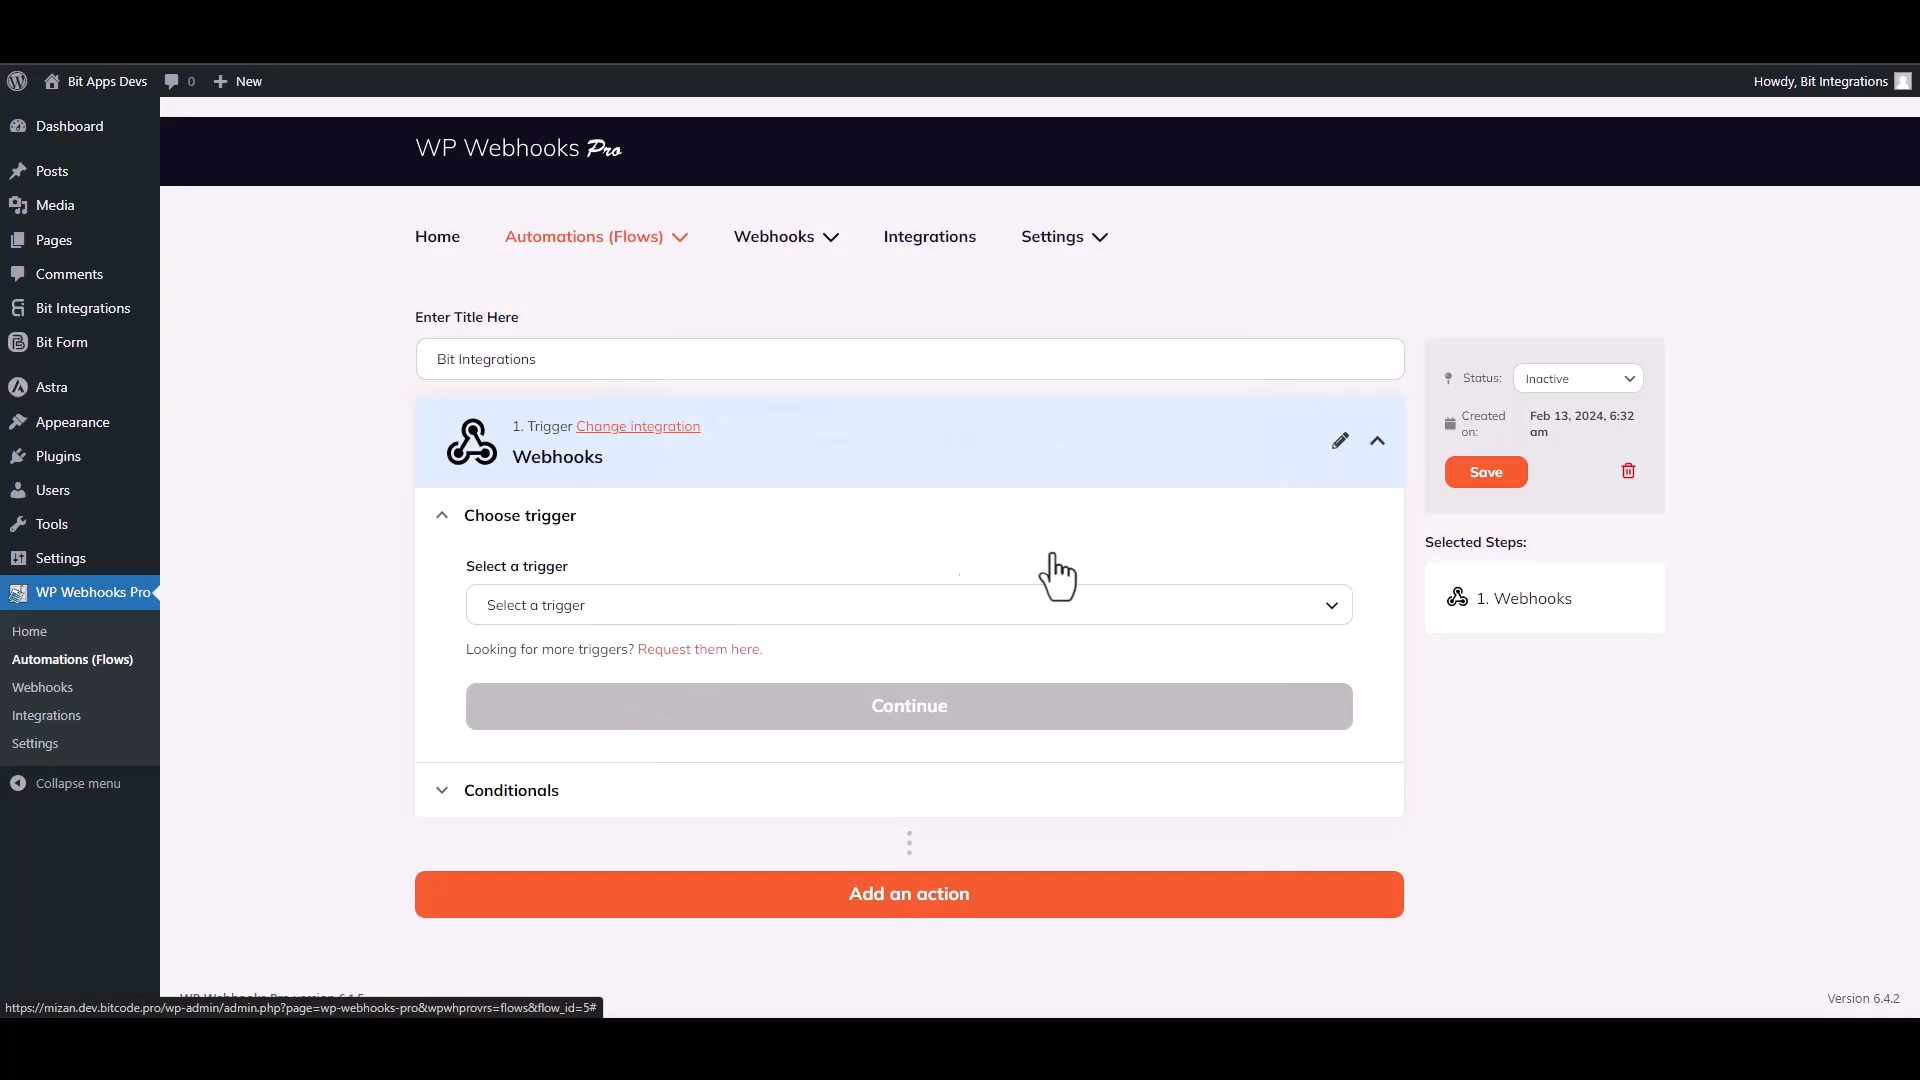 Bit Apps Devs
0
New
Howdy, Bit Integrations
Dashboard
Posts
Media
Pages
Comments
Bit Integrations
Bit Form
Astra
Appearance
Plugins
Users
Tools
Settings
WP Webhooks Pro
Home
Automations (Flows)
Webhooks
Integrations
Settings
Collapse menu
WP Webhooks Pro
Home
Automations (Flows)
Webhooks
Integrations
Settings
Enter Title Here
Bit Integrations
1. Trigger Change integration
Webhooks
Choose trigger
Select a trigger
Select a trigger
Looking for more triggers? Request them here.
Continue
Conditionals
Add an action
Status: Inactive
Created on: Feb 13, 2024, 6:32 am
Save
Selected Steps:
1. Webhooks
https://mizan.dev.bitcode.pro/wp-admin/admin.php?page=wp-webhooks-pro&wpwhprovrs=flows&flow_id=5#
Version 6.4.2